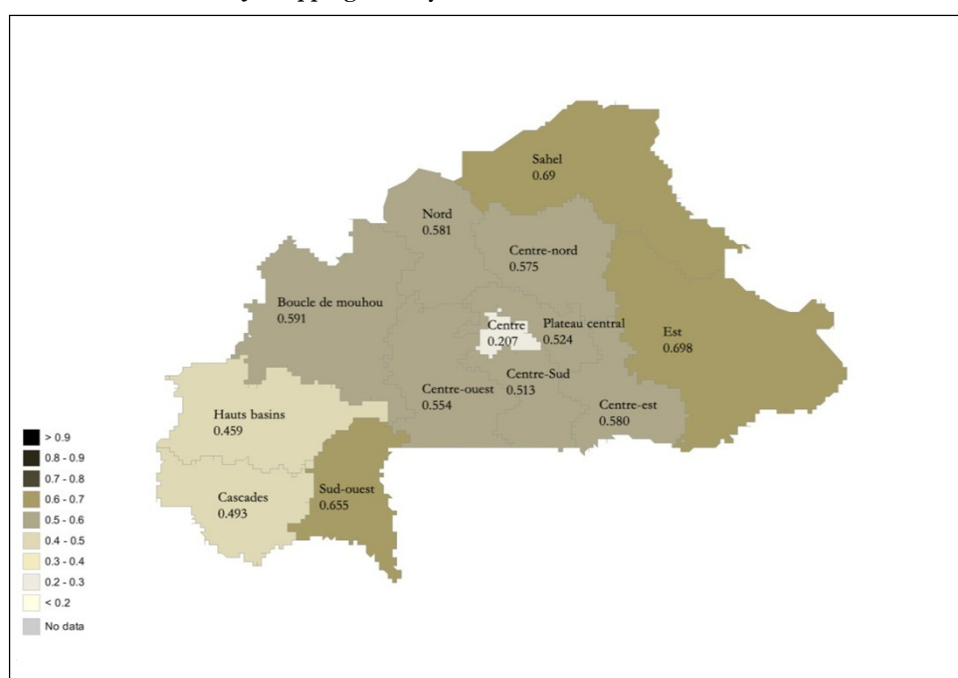 Sahel
0.69
Nord
0.581
Centre-nord
0.575
Boucle de mouhou
0.591
Centre
0.207
Plateau central
0.524
Est
0.698
Centre-Sud
0.513
Centre-ouest
0.554
Centre-est
0.580
Hauts basins
0.459
Cascades
0.493
Sud-ouest
0.655
> 0.9
0.8 - 0.9
0.7 - 0.8
0.6 - 0.7
0.5 - 0.6
0.4 - 0.5
0.3 - 0.4
0.2 - 0.3
< 0.2
No data